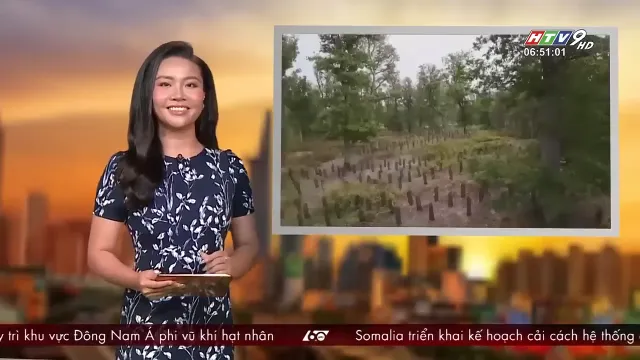 HTV9 HD
06:51:01
y trì khu vực Đông Nam Á phi vũ khi hạt nhân
Somalia triển khai kế hoạch cải cách hệ thống